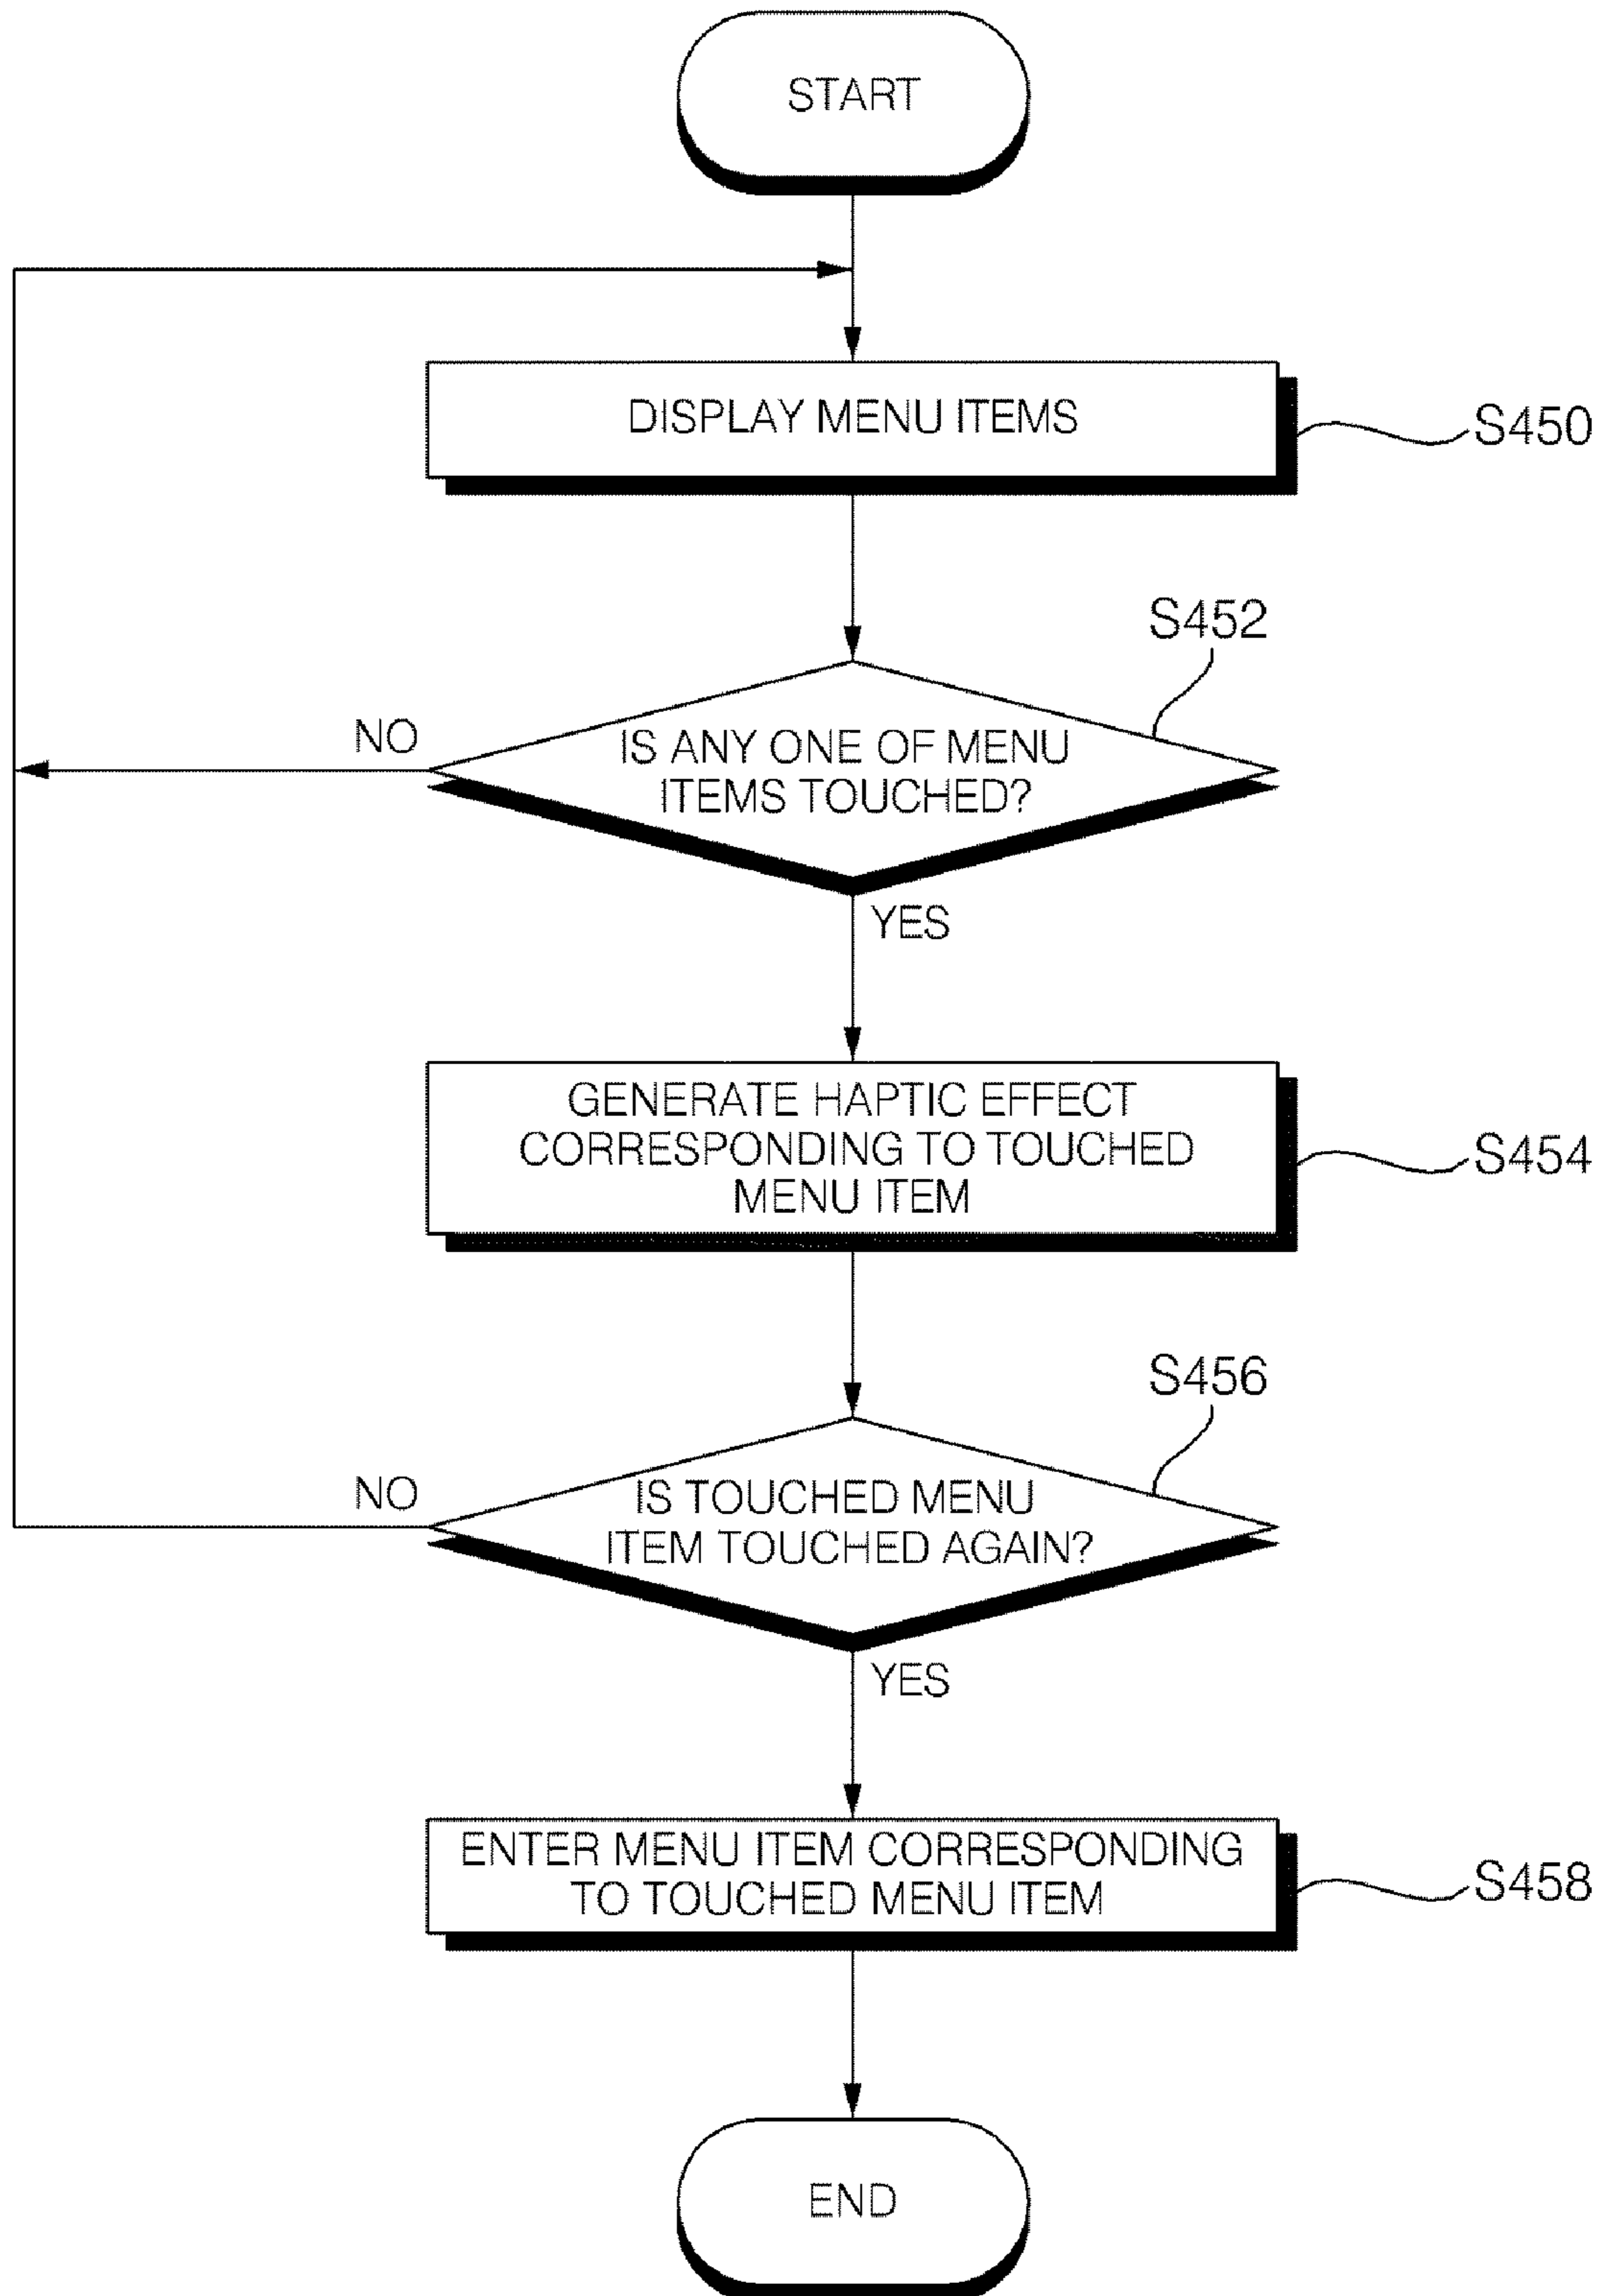 START
DISPLAY MENU ITEMS
S450
S452
NO
IS ANY ONE OF MENU
ITEMS TOUCHED?
YES
GENERATE HAPTIC EFFECT
CORRESPONDING TO TOUCHED
MENU ITEM
S454
S456
NO
IS TOUCHED MENU
ITEM TOUCHED AGAIN?
YES
ENTER MENU ITEM CORRESPONDING
TO TOUCHED MENU ITEM
S458
END